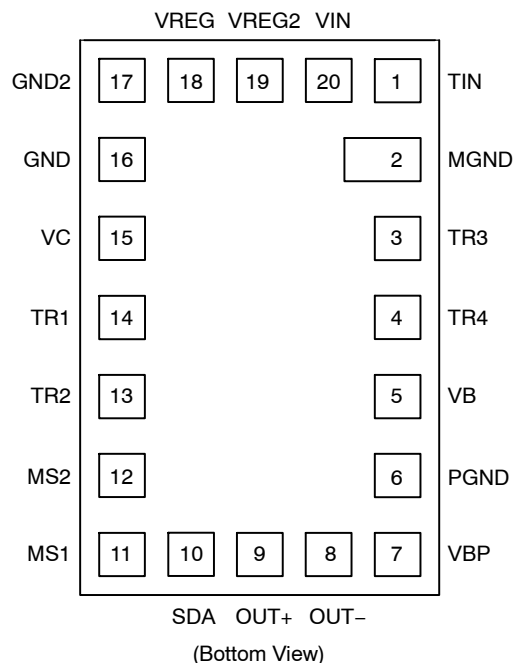 VREG VREG2 VIN
GND2 17 18 19 20 1 TIN
GND 16 2 MGND
VC 15 3 TR3
TR1 14 4 TR4
TR2 13 5 VB
MS2 12 6 PGND
MS1 11 10 9 8 7 VBP
SDA OUT+ OUT−
(Bottom View)